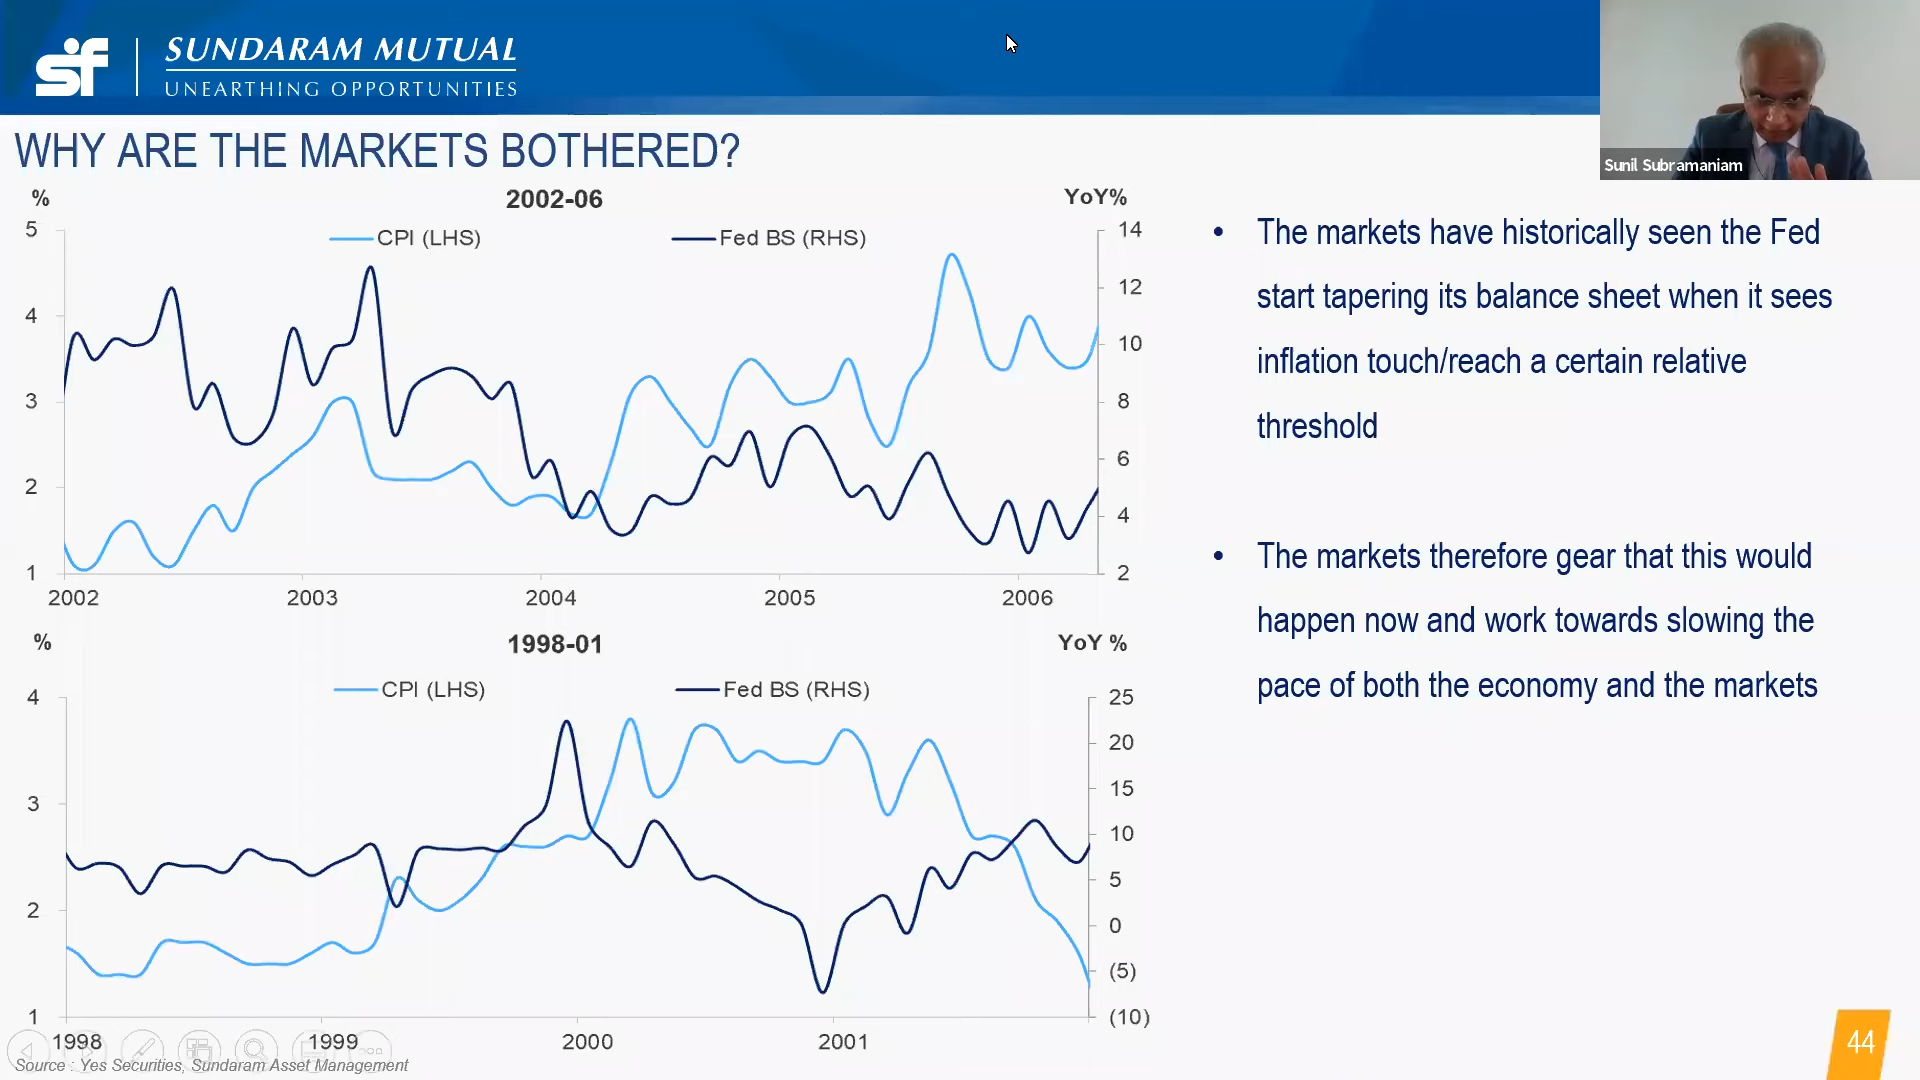 sf
SUNDARAM MUTUAL
UNEARTHING OPPORTUNITIES
Sunil Subramaniam
WHY ARE THE MARKETS BOTHERED?
% 2002-06 YoY%
CPI (LHS) Fed BS (RHS)
5
4
3
2
1
14
12
10
8
6
4
2
2002 2003 2004 2005 2006
% 1998-01 YoY %
CPI (LHS) Fed BS (RHS)
4
3
2
1
25
20
15
10
5
0
(5)
(10)
1998 1999 2000 2001
Source : Yes Securities, Sundaram Asset Management
• The markets have historically seen the Fed
start tapering its balance sheet when it sees
inflation touch/reach a certain relative
threshold
• The markets therefore gear that this would
happen now and work towards slowing the
pace of both the economy and the markets
44